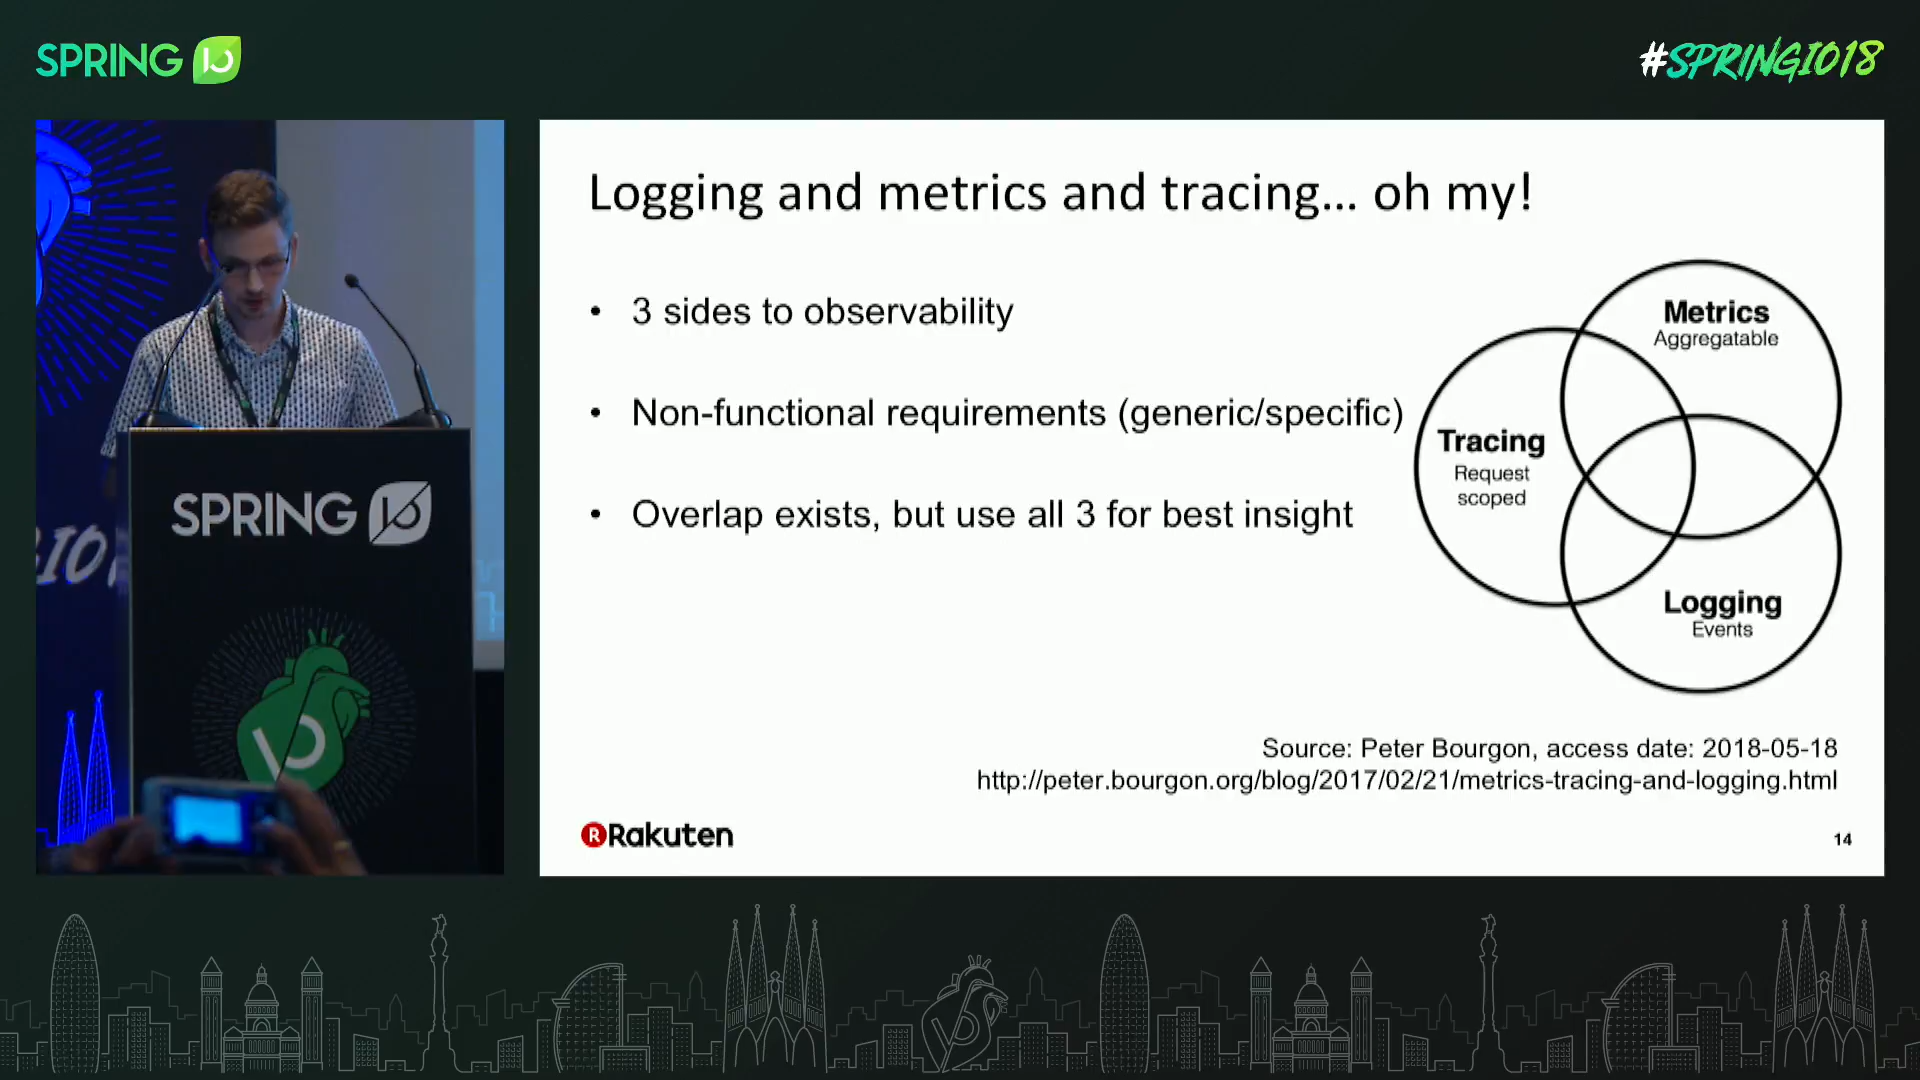 SPRING IO
#SPRINGIO18
Logging and metrics and tracing... oh my!
• 3 sides to observability
• Non-functional requirements (generic/specific)
• Overlap exists, but use all 3 for best insight
Metrics
Aggregatable
Tracing
Request
scoped
Logging
Events
Source: Peter Bourgon, access date: 2018-05-18
http://peter.bourgon.org/blog/2017/02/21/metrics-tracing-and-logging.html
Rakuten
14
SPRING IO
IO